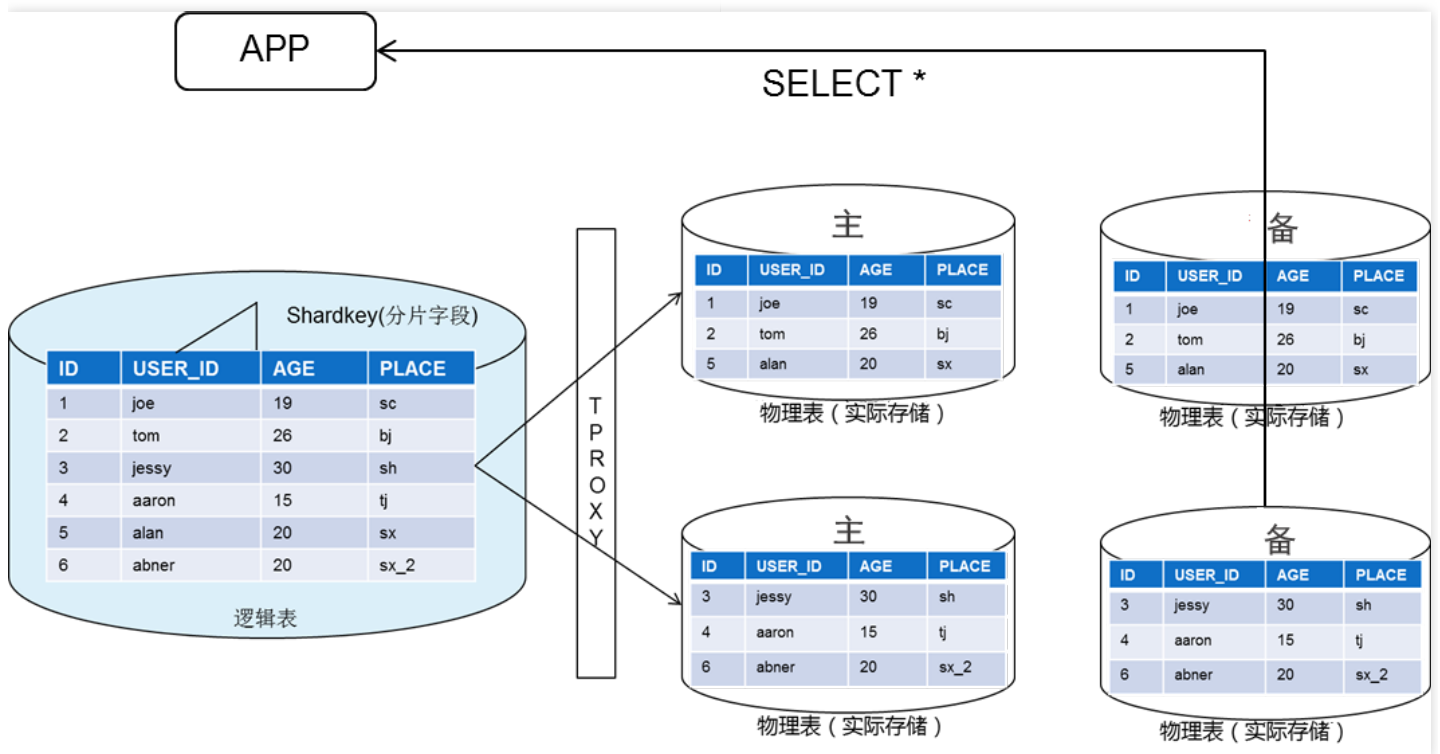 APP
SELECT *
Shardkey(分片字段)
ID USER_ID AGE PLACE
1 joe 19 sc
2 tom 26 bj
3 jessy 30 sh
4 aaron 15 tj
5 alan 20 sx
6 abner 20 sx_2
逻辑表
T
P
R
O
X
Y
主
ID USER_ID AGE PLACE
1 joe 19 sc
2 tom 26 bj
5 alan 20 sx
物理表（实际存储）
备
ID USER_ID AGE PLACE
1 joe 19 sc
2 tom 26 bj
5 alan 20 sx
物理表（实际存储）
主
ID USER_ID AGE PLACE
3 jessy 30 sh
4 aaron 15 tj
6 abner 20 sx_2
物理表（实际存储）
备
ID USER_ID AGE PLACE
3 jessy 30 sh
4 aaron 15 tj
6 abner 20 sx_2
物理表（实际存储）